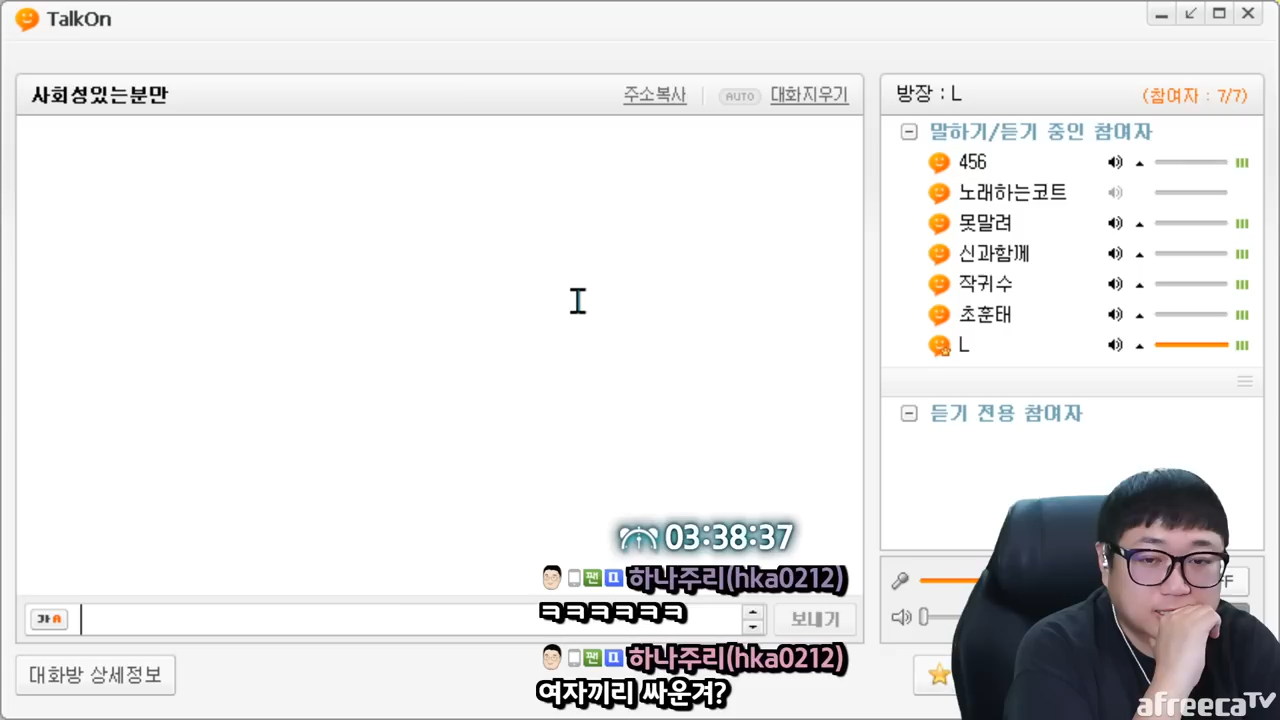 TalkOn
사회성있는분만
주소복사
AUTO
대화지우기
방장 : L
(참여자 : 7/7)
말하기/듣기 중인 참여자
456
노래하는코트
못말려
신과함께
작귀수
초훈태
L
듣기 전용 참여자
03:38:37
짼
하나주리(hka0212)
ㅋㅋㅋㅋㅋㅋ
가A
보내기
짼
하나주리(hka0212)
여자끼리 싸운겨?
대화방 상세정보
afreecaTV